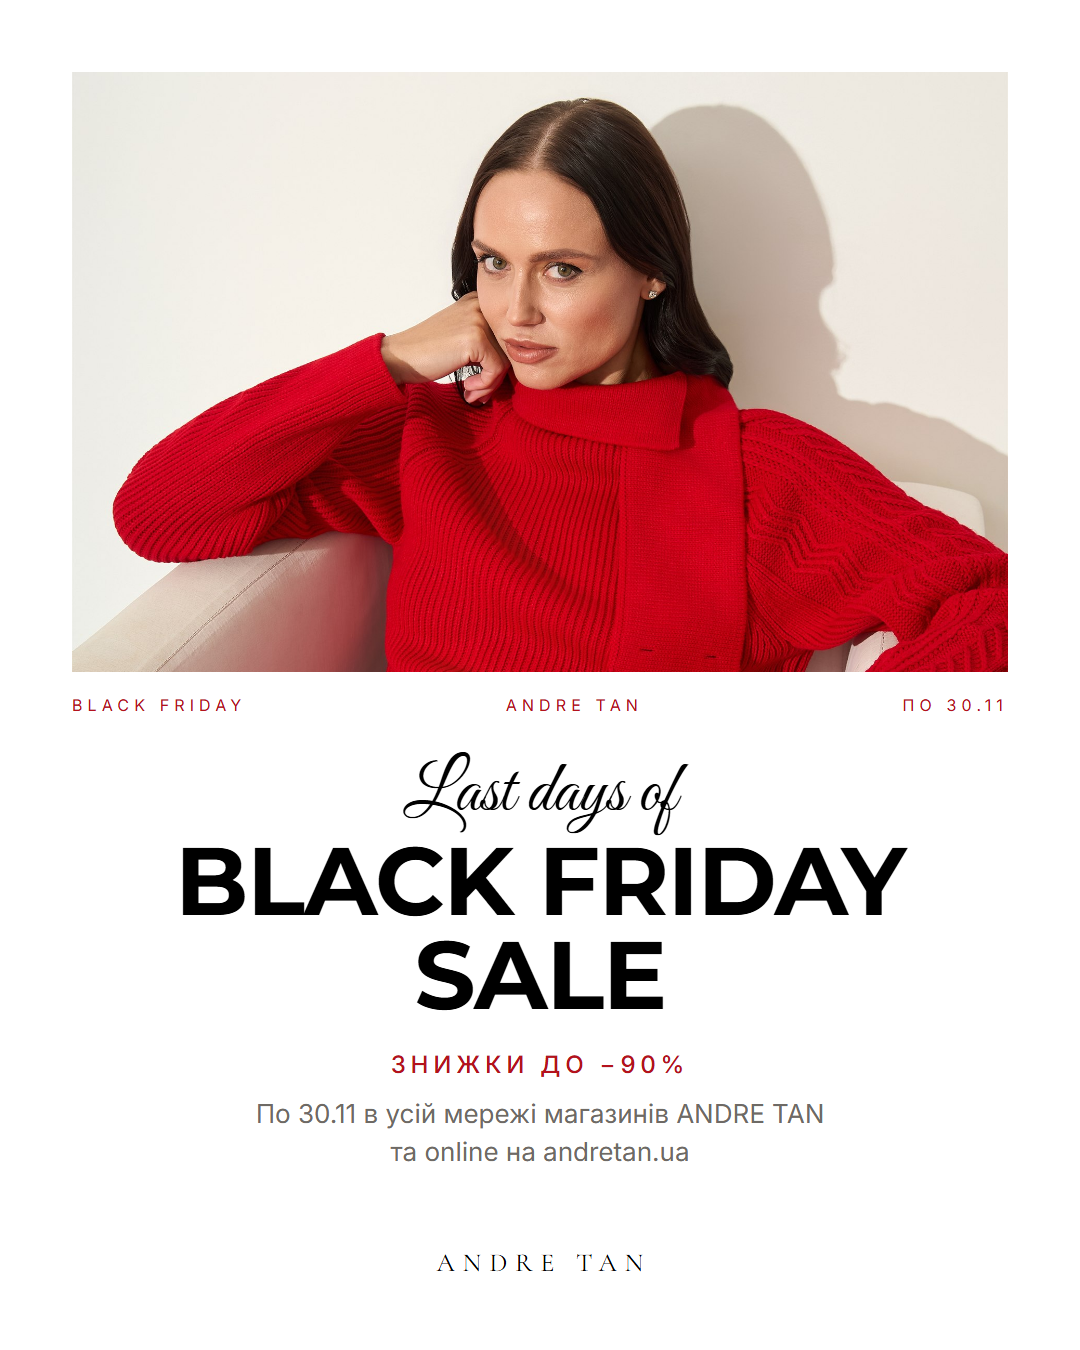 BLACK FRIDAY
ANDRE TAN
ПО 30.11
Last days of
BLACK FRIDAY
SALE
ЗНИЖКИ ДО –90%
По 30.11 в усій мережі магазинів ANDRE TAN
та online на andretan.ua
ANDRE TAN